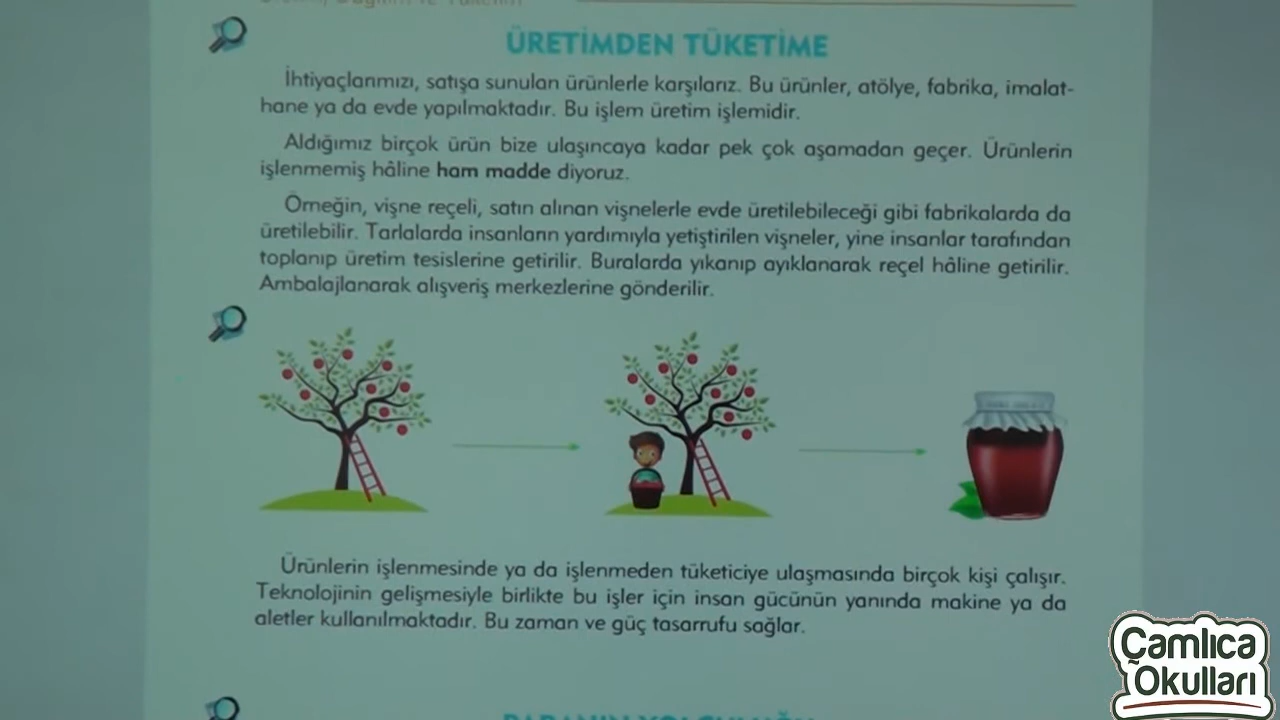 ÜRETİMDEN TÜKETİME
İhtiyaçlarımızı, satışa sunulan ürünlerle karşılarız. Bu ürünler, atölye, fabrika, imalat-
hane ya da evde yapılmaktadır. Bu işlem üretim işlemidir.
Aldığımız birçok ürün bize ulaşıncaya kadar pek çok aşamadan geçer. Ürünlerin
işlenmemiş hâline ham madde diyoruz.
Örneğin, vişne reçeli, satın alınan vişnelerle evde üretilebileceği gibi fabrikalarda da
üretilebilir. Tarlalarda insanların yardımıyla yetiştirilen vişneler, yine insanlar tarafından
toplanıp üretim tesislerine getirilir. Buralarda yıkanıp ayıklanarak reçel hâline getirilir.
Ambalajlanarak alışveriş merkezlerine gönderilir.
Ürünlerin işlenmesinde ya da işlenmeden tüketiciye ulaşmasında birçok kişi çalışır.
Teknolojinin gelişmesiyle birlikte bu işler için insan gücünün yanında makine ya da
aletler kullanılmaktadır. Bu zaman ve güç tasarrufu sağlar.
Çamlıca
Okulları